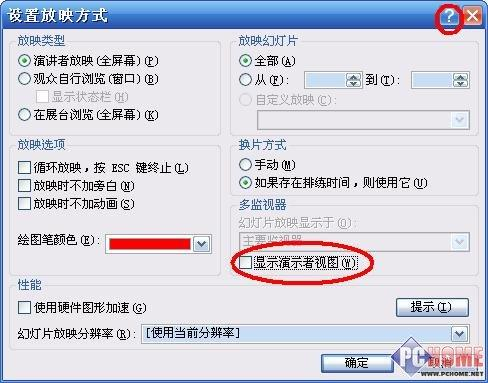 设置放映方式
?
放映类型
演讲者放映(全屏幕)(P)
观众自行浏览(窗口)(B)
显示状态栏(H)
在展台浏览(全屏幕)(K)
放映幻灯片
全部(A)
从(F): 到(T):
自定义放映(C):
放映选项
循环放映，按 ESC 键终止(L)
放映时不加旁白(N)
放映时不加动画(S)
绘图笔颜色(E):
换片方式
手动(M)
如果存在排练时间，则使用它(U)
多监视器
幻灯片放映显示于(O):
主要监视器
显示演示者视图(W)
性能
使用硬件图形加速(G)
提示(I)
幻灯片放映分辨率(R): [使用当前分辨率]
确定
取消
PCHOME
WWW.PCHOME.NET